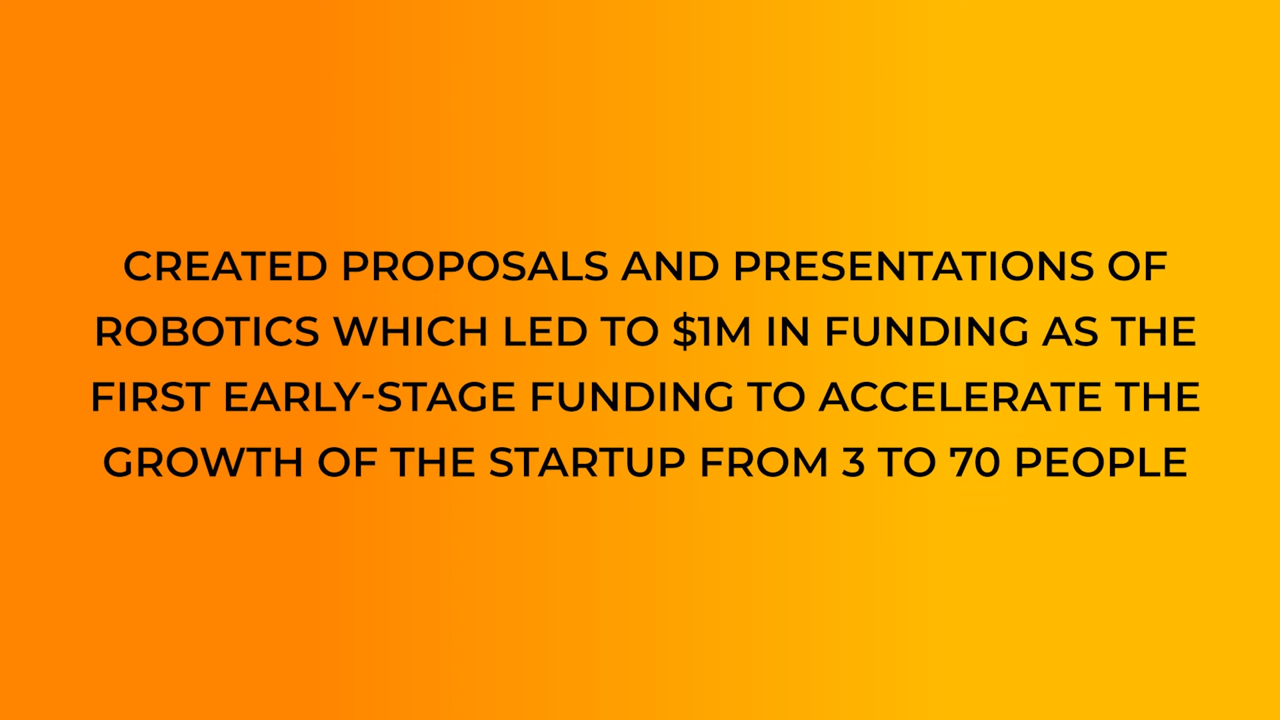 CREATED PROPOSALS AND PRESENTATIONS OF
ROBOTICS WHICH LED TO $1M IN FUNDING AS THE
FIRST EARLY-STAGE FUNDING TO ACCELERATE THE
GROWTH OF THE STARTUP FROM 3 TO 70 PEOPLE